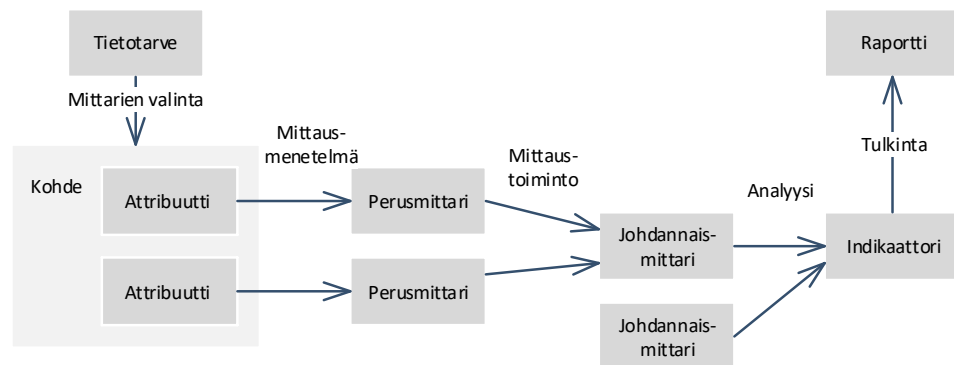 Tietotarve
Raportti
Mittarien valinta
Mittaus-
menetelmä
Mittaus-
toiminto
Tulkinta
Kohde
Attribuutti
Perusmittari
Analyysi
Johdannais-
mittari
Indikaattori
Attribuutti
Perusmittari
Johdannais-
mittari